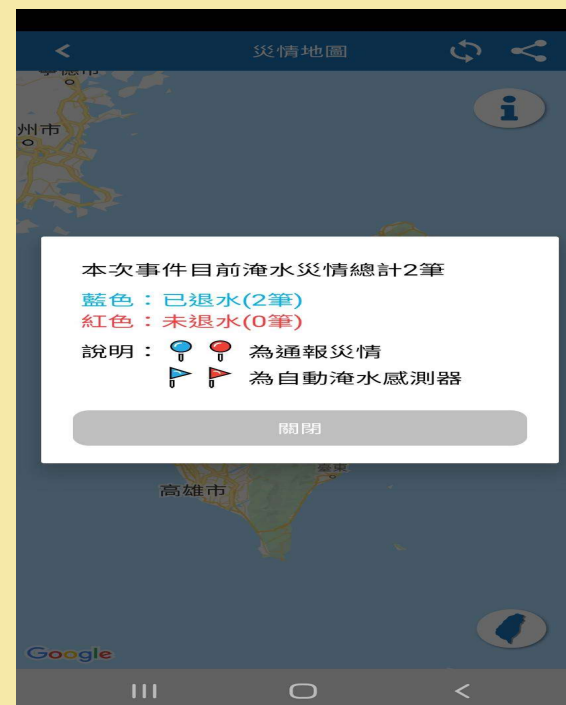 災情地圖
州市
本次事件目前淹水災情總計2筆
藍色：已退水(2筆)
紅色：未退水(0筆)
說明： 為通報災情
為自動淹水感測器
關閉
臺東
高雄市
Google